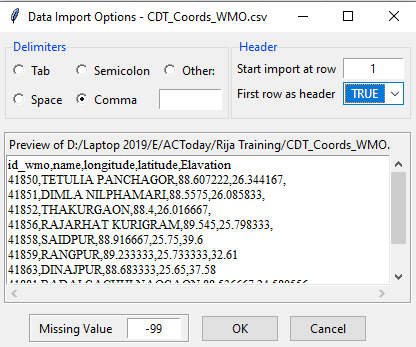 Data Import Options - CDT_Coords_WMO.csv
Delimiters
Tab
Semicolon
Other:
Space
Comma
Header
Start import at row
1
First row as header
TRUE
Preview of D:/Laptop 2019/E/ACToday/Rija Training/CDT_Coords_WMO.
id_wmo,name,longitude,latitude,Elavation
41850,TETULIA PANCHAGOR,88.607222,26.344167,
41851,DIMLA NILPHAMARI,88.5575,26.085833,
41852,THAKURGAON,88.4,26.016667,
41856,RAJARHAT KURIGRAM,89.545,25.798333,
41858,SAIDPUR,88.916667,25.75,39.6
41859,RANGPUR,89.233333,25.733333,32.61
41863,DINAJPUR,88.683333,25.65,37.58
Missing Value
-99
OK
Cancel